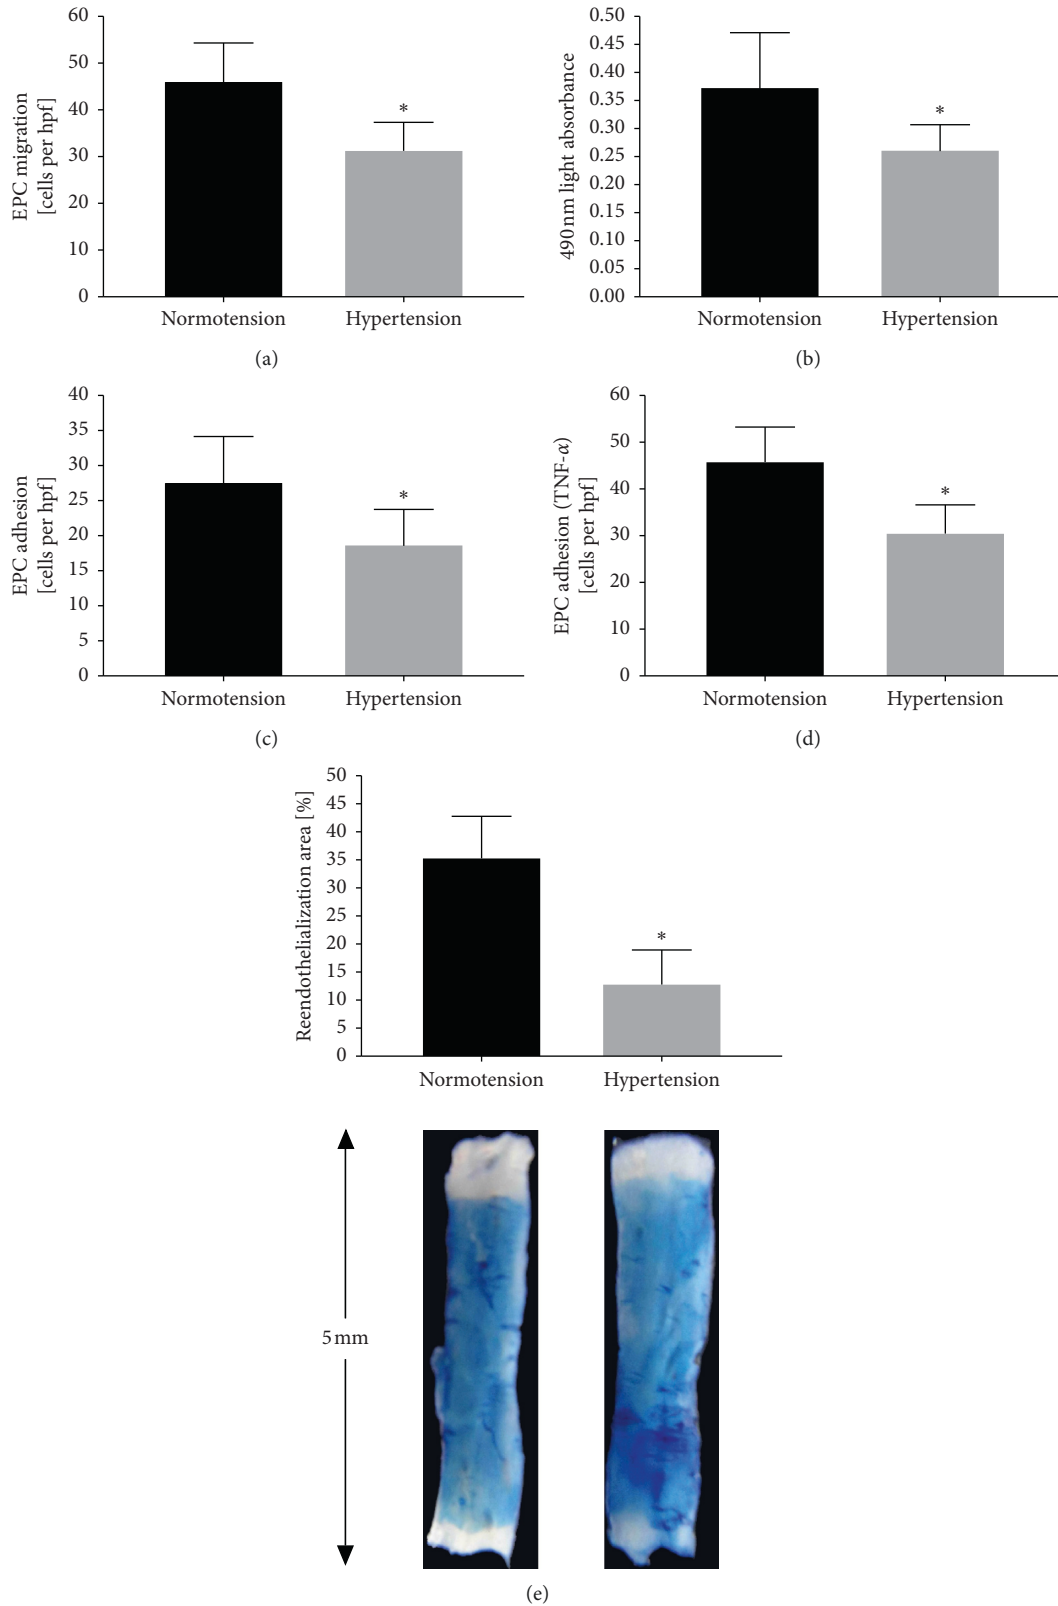 60
50
40
30
20
10
0
EPC migration
[cells per hpf]
*
Normotension
Hypertension
(a)
0.50
0.45
0.40
0.35
0.30
0.25
0.20
0.15
0.10
0.05
0.00
490 nm light absorbance
*
Normotension
Hypertension
(b)
40
35
30
25
20
15
10
5
0
EPC adhesion
[cells per hpf]
*
Normotension
Hypertension
(c)
60
50
40
30
20
10
0
EPC adhesion (TNF-α)
[cells per hpf]
*
Normotension
Hypertension
(d)
50
45
40
35
30
25
20
15
10
5
0
Reendothelialization area [%]
*
Normotension
Hypertension
5 mm
(e)